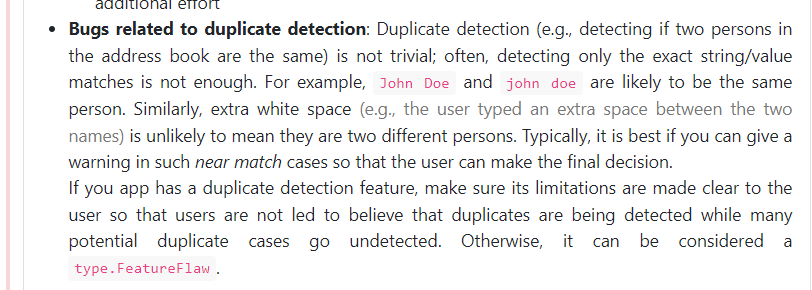 additional effort
• Bugs related to duplicate detection: Duplicate detection (e.g., detecting if two persons in
the address book are the same) is not trivial; often, detecting only the exact string/value
matches is not enough. For example, John Doe and john doe are likely to be the same
person. Similarly, extra white space (e.g., the user typed an extra space between the two
names) is unlikely to mean they are two different persons. Typically, it is best if you can give a
warning in such near match cases so that the user can make the final decision.
If you app has a duplicate detection feature, make sure its limitations are made clear to the
user so that users are not led to believe that duplicates are being detected while many
potential duplicate cases go undetected. Otherwise, it can be considered a
type.FeatureFlaw .